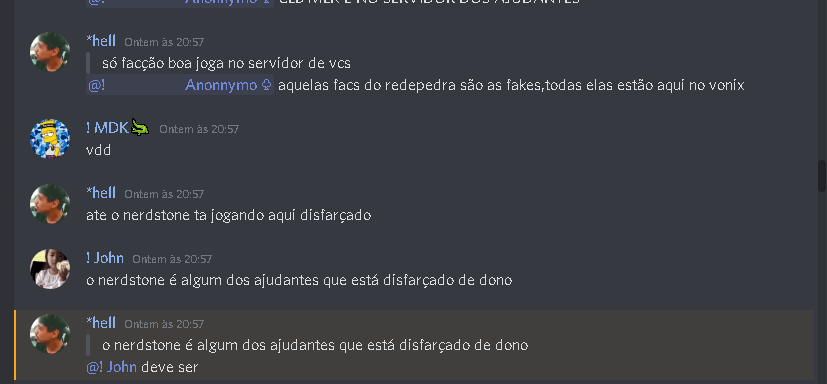 Anonnymo
*hell Ontem às 20:57
só facção boa joga no servidor de vcs
@! Anonnymo aquelas facs do redepedra são as fakes,todas elas estão aqui no vonix
! MDK Ontem às 20:57
vdd
*hell Ontem às 20:57
ate o nerdstone ta jogando aqui disfarçado
! John Ontem às 20:57
o nerdstone é algum dos ajudantes que está disfarçado de dono
*hell Ontem às 20:57
o nerdstone é algum dos ajudantes que está disfarçado de dono
@! John deve ser